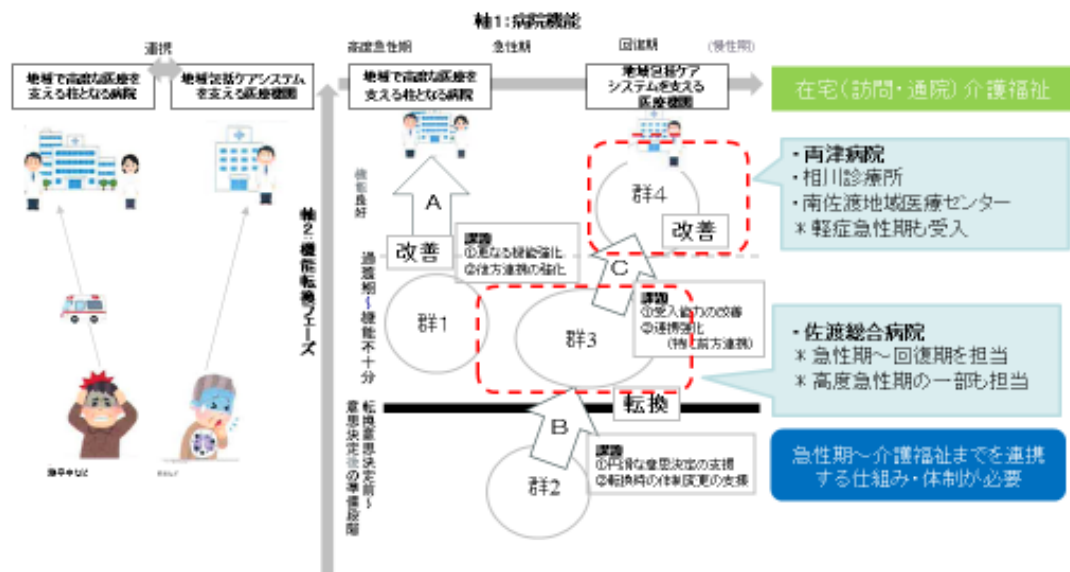 軸1：病院機能
連携
高度急性期
急性期
回復期
(慢性期)
地域で高度な医療を
支える柱となる病院
地域包括ケアシステム
を支える医療機関
地域で高度な医療を
支える柱となる病院
地域包括ケア
システムを支える
医療機関
在宅(訪問・通院)介護福祉
軸2：機能転換フェーズ
機能良好
過渡期～機能不十分
転換意思決定前～
意思決定後の準備段階
A
改善
課題
①更なる機能強化
②後方連携の強化
群1
群4
改善
C
課題
①受入能力の改善
②連携強化
(特に前方連携)
群3
転換
B
課題
①円滑な意思決定の支援
②転換時の体制変更の支援
群2
・両津病院
・相川診療所
・南佐渡地域医療センター
＊軽症急性期も受入
・佐渡総合病院
＊急性期～回復期を担当
＊高度急性期の一部も担当
急性期～介護福祉までを連携
する仕組み・体制が必要